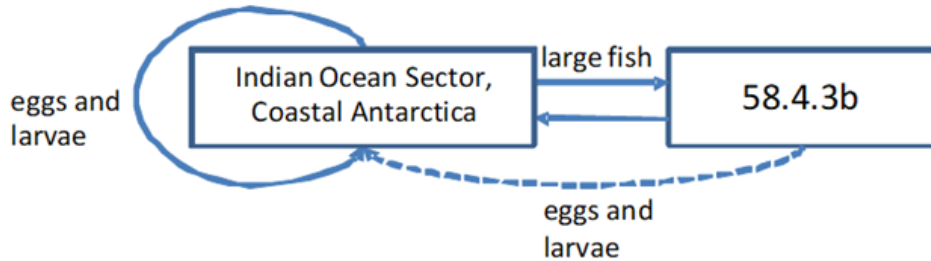 large fish
Indian Ocean Sector,
Coastal Antarctica
58.4.3b
eggs and
larvae
eggs and
larvae